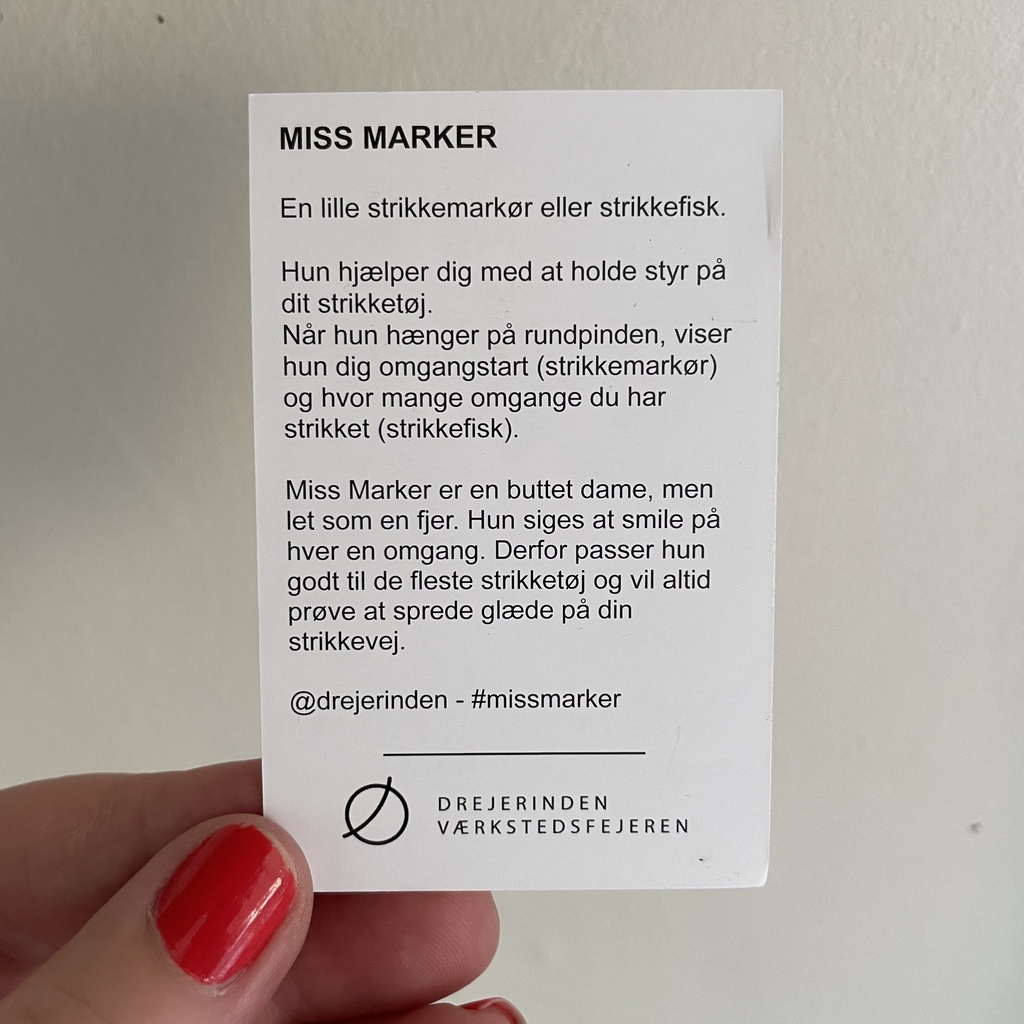 MISS MARKER
En lille strikkemarkør eller strikkefisk.
Hun hjælper dig med at holde styr på
dit strikketøj.
Når hun hænger på rundpinden, viser
hun dig omgangstart (strikkemarkør)
og hvor mange omgange du har
strikket (strikkefisk).
Miss Marker er en buttet dame, men
let som en fjer. Hun siges at smile på
hver en omgang. Derfor passer hun
godt til de fleste strikketøj og vil altid
prøve at sprede glæde på din
strikkevej.
@drejerinden - #missmarker
DREJERINDEN
VÆRKSTEDSFEJEREN